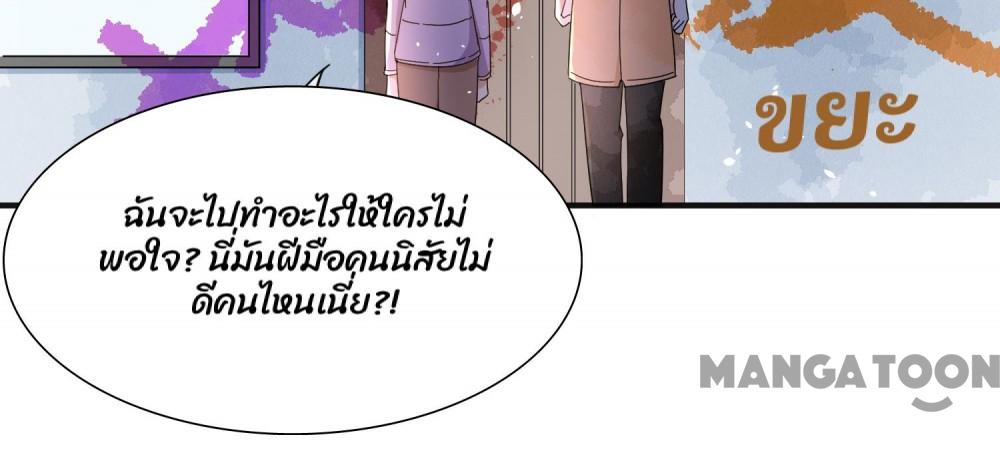 ขยะ
ฉันจะไปทำอะไรให้ใครไม่
พอใจ? นี่มันฝีมือคนนิสัยไม่
ดีคนไหนเนี่ย?!
MANGATOON